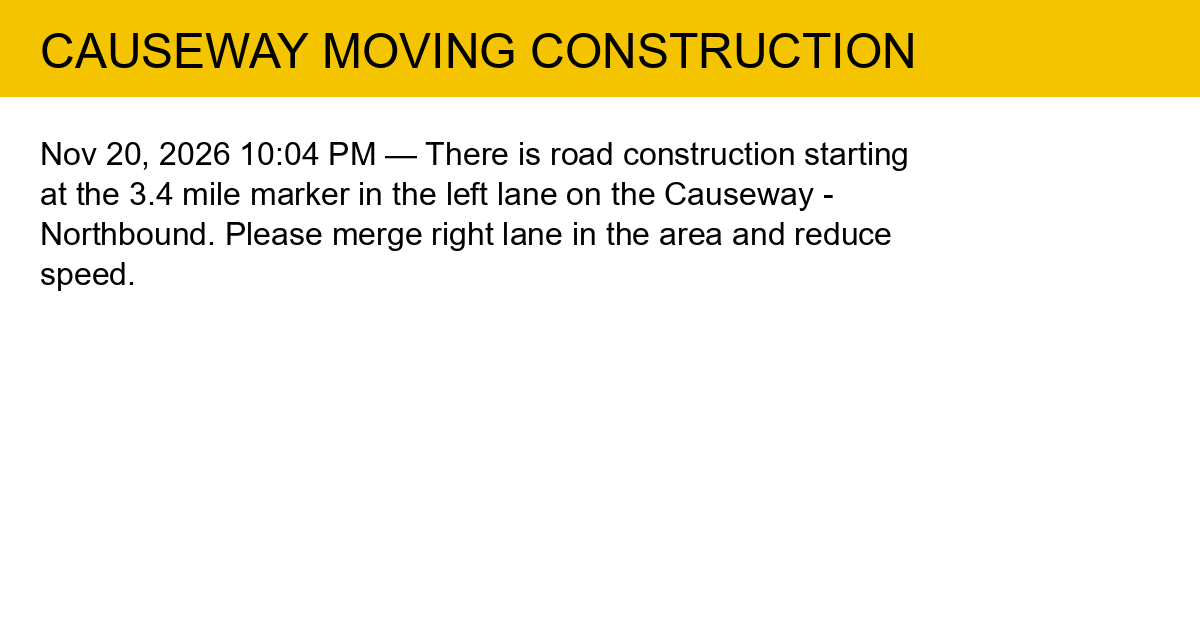 CAUSEWAY MOVING CONSTRUCTION
Nov 20, 2026 10:04 PM — There is road construction starting
at the 3.4 mile marker in the left lane on the Causeway -
Northbound. Please merge right lane in the area and reduce
speed.